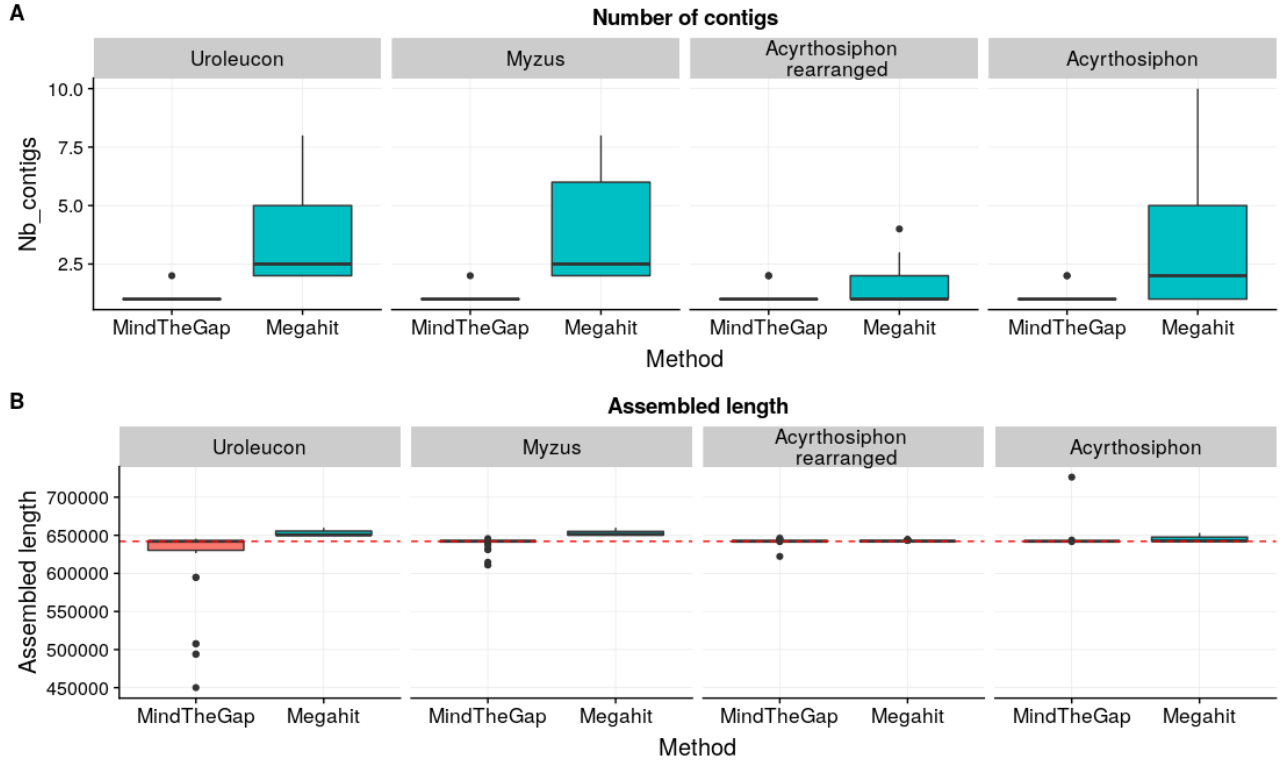 A
Number of contigs
Uroleucon
Myzus
Acyrthosiphon
rearranged
Acyrthosiphon
Nb_contigs
10.0
7.5
5.0
2.5
MindTheGap Megahit MindTheGap Megahit MindTheGap Megahit MindTheGap Megahit
Method
B
Assembled length
Uroleucon
Myzus
Acyrthosiphon
rearranged
Acyrthosiphon
Assembled length
700000
650000
600000
550000
500000
450000
MindTheGap Megahit MindTheGap Megahit MindTheGap Megahit MindTheGap Megahit
Method